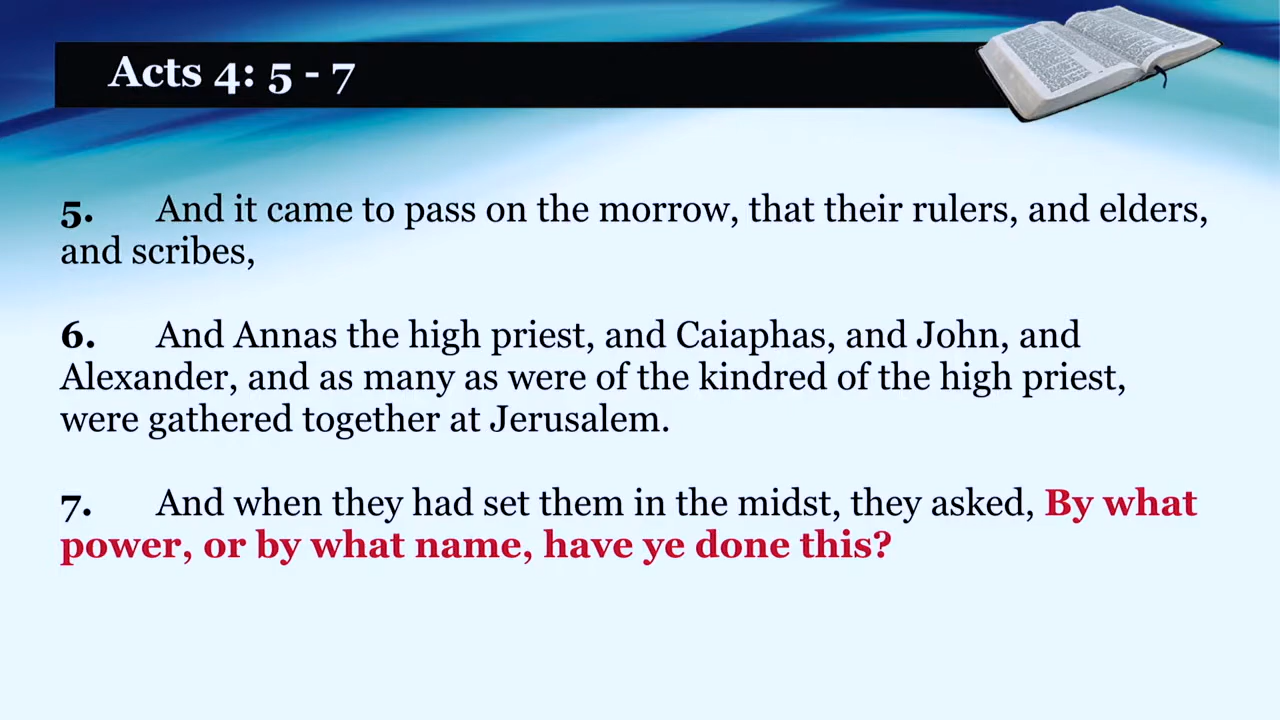 Acts 4: 5 - 7
5. And it came to pass on the morrow, that their rulers, and elders,
and scribes,
6. And Annas the high priest, and Caiaphas, and John, and
Alexander, and as many as were of the kindred of the high priest,
were gathered together at Jerusalem.
7. And when they had set them in the midst, they asked, By what
power, or by what name, have ye done this?